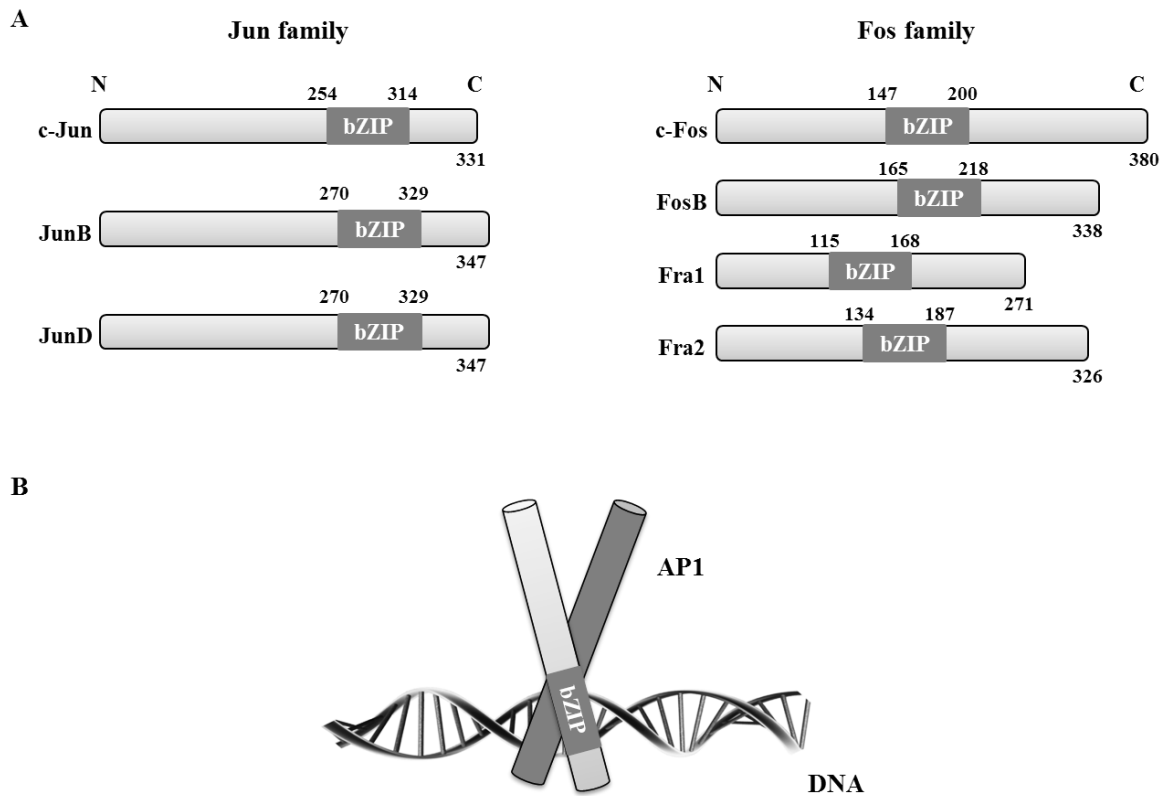 A
Jun family
Fos family
N
C
254
314
c-Jun
bZIP
331
270
329
JunB
bZIP
347
270
329
JunD
bZIP
347
N
C
147
200
c-Fos
bZIP
380
165
218
FosB
bZIP
338
115
168
Fra1
bZIP
271
134
187
Fra2
bZIP
326
B
AP1
bZIP
DNA